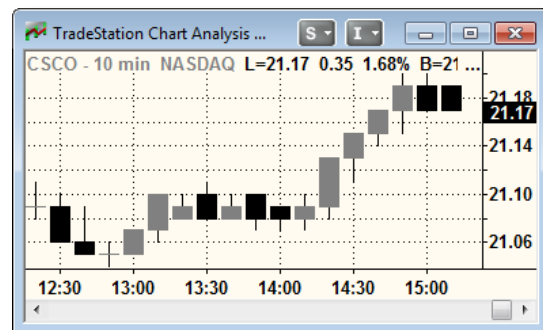 TradeStation Chart Analysis ... S I
CSCO - 10 min NASDAQ L=21.17 0.35 1.68% B=21 ...
21.18
21.17
21.14
21.10
21.06
12:30 13:00 13:30 14:00 14:30 15:00